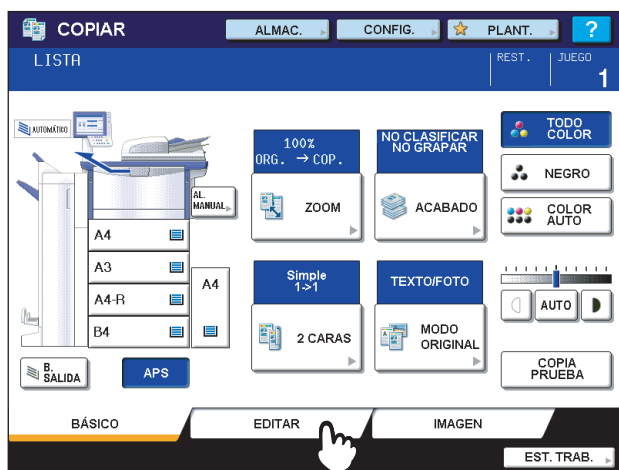 COPIAR
ALMAC.
CONFIG.
PLANT.
?
LISTA
REST.
JUEGO
1
AUTOMÁTICO
100%
ORG. → COP.
ZOOM
NO CLASIFICAR
NO GRAPAR
ACABADO
TODO
COLOR
NEGRO
COLOR
AUTO
AL.
MANUAL
A4
A3
A4-R
B4
A4
Simple
1->1
2 CARAS
TEXTO/FOTO
MODO
ORIGINAL
AUTO
B.
SALIDA
APS
COPIA
PRUEBA
BÁSICO
EDITAR
IMAGEN
EST. TRAB.